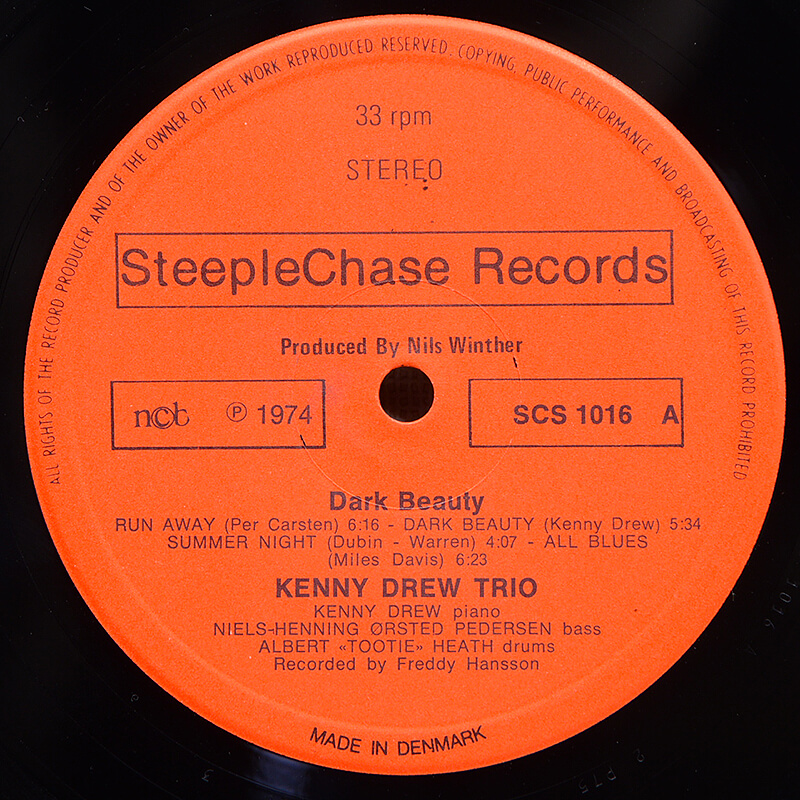 ALL RIGHTS OF THE RECORD PRODUCER AND OF THE OWNER OF THE WORK REPRODUCED RESERVED. COPYING, PUBLIC PERFORMANCE AND BROADCASTING OF THIS RECORD PROHIBITED
33 rpm
STEREO
SteepleChase Records
Produced By Nils Winther
ncb Ⓟ 1974
SCS 1016 A
Dark Beauty
RUN AWAY (Per Carsten) 6:16 - DARK BEAUTY (Kenny Drew) 5:34
SUMMER NIGHT (Dubin - Warren) 4:07 - ALL BLUES
(Miles Davis) 6:23
KENNY DREW TRIO
KENNY DREW piano
NIELS-HENNING ØRSTED PEDERSEN bass
ALBERT «TOOTIE» HEATH drums
Recorded by Freddy Hansson
MADE IN DENMARK